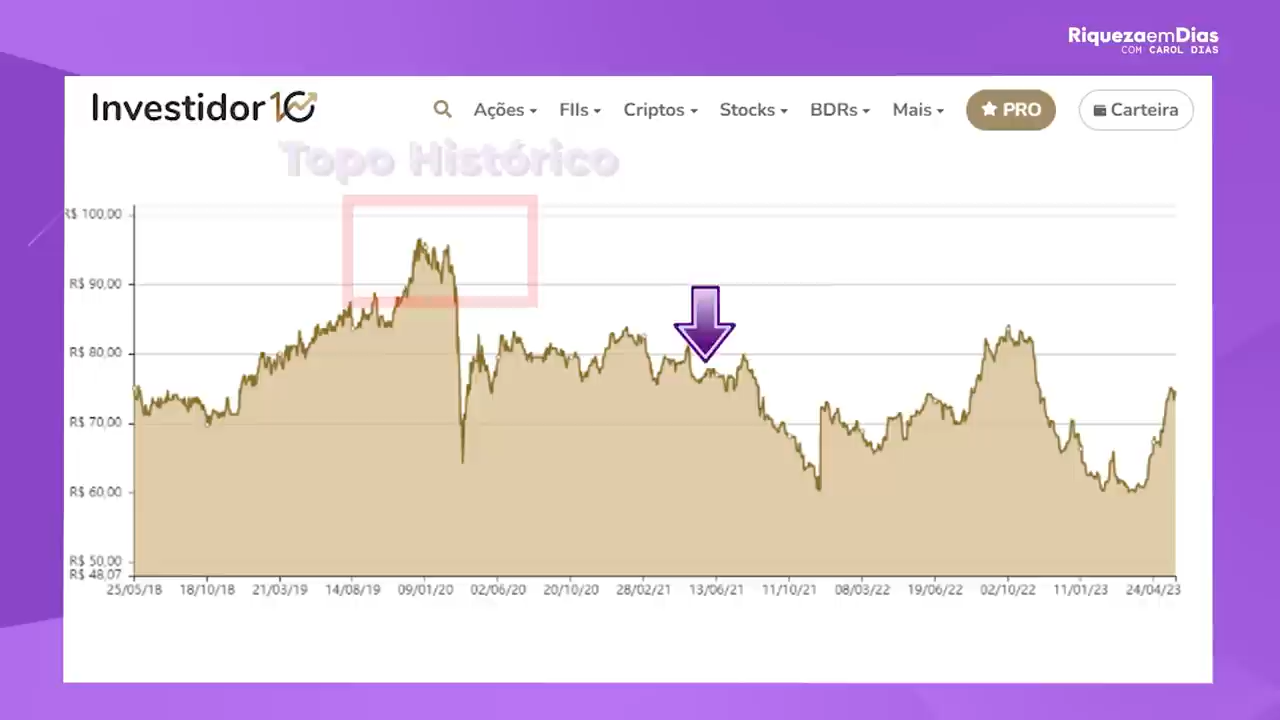 RiquezaemDias
COM CAROL DIAS
Investidor10
Ações FIIs Criptos Stocks BDRs Mais PRO Carteira
Topo Histórico
R$ 100,00
R$ 90,00
R$ 80,00
R$ 70,00
R$ 60,00
R$ 50,00
R$ 48,07
25/05/18 18/10/18 21/03/19 14/08/19 09/01/20 02/06/20 20/10/20 28/02/21 13/06/21 11/10/21 08/03/22 19/06/22 02/10/22 11/01/23 24/04/23